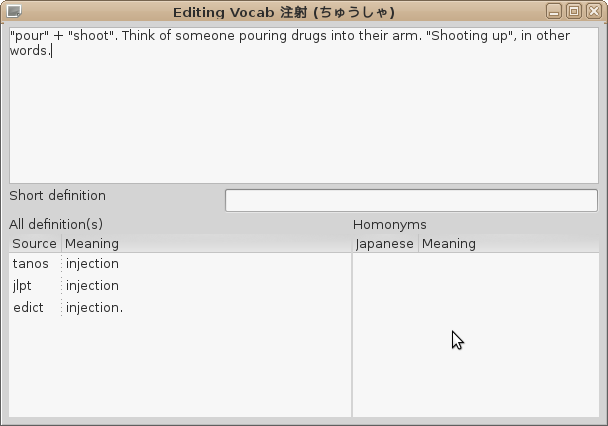 Editing Vocab 注射 (ちゅうしゃ)
"pour" + "shoot". Think of someone pouring drugs into their arm. "Shooting up", in other
words.
Short definition
All definition(s)
Homonyms
Source Meaning
Japanese Meaning
tanos injection
jlpt injection
edict injection.